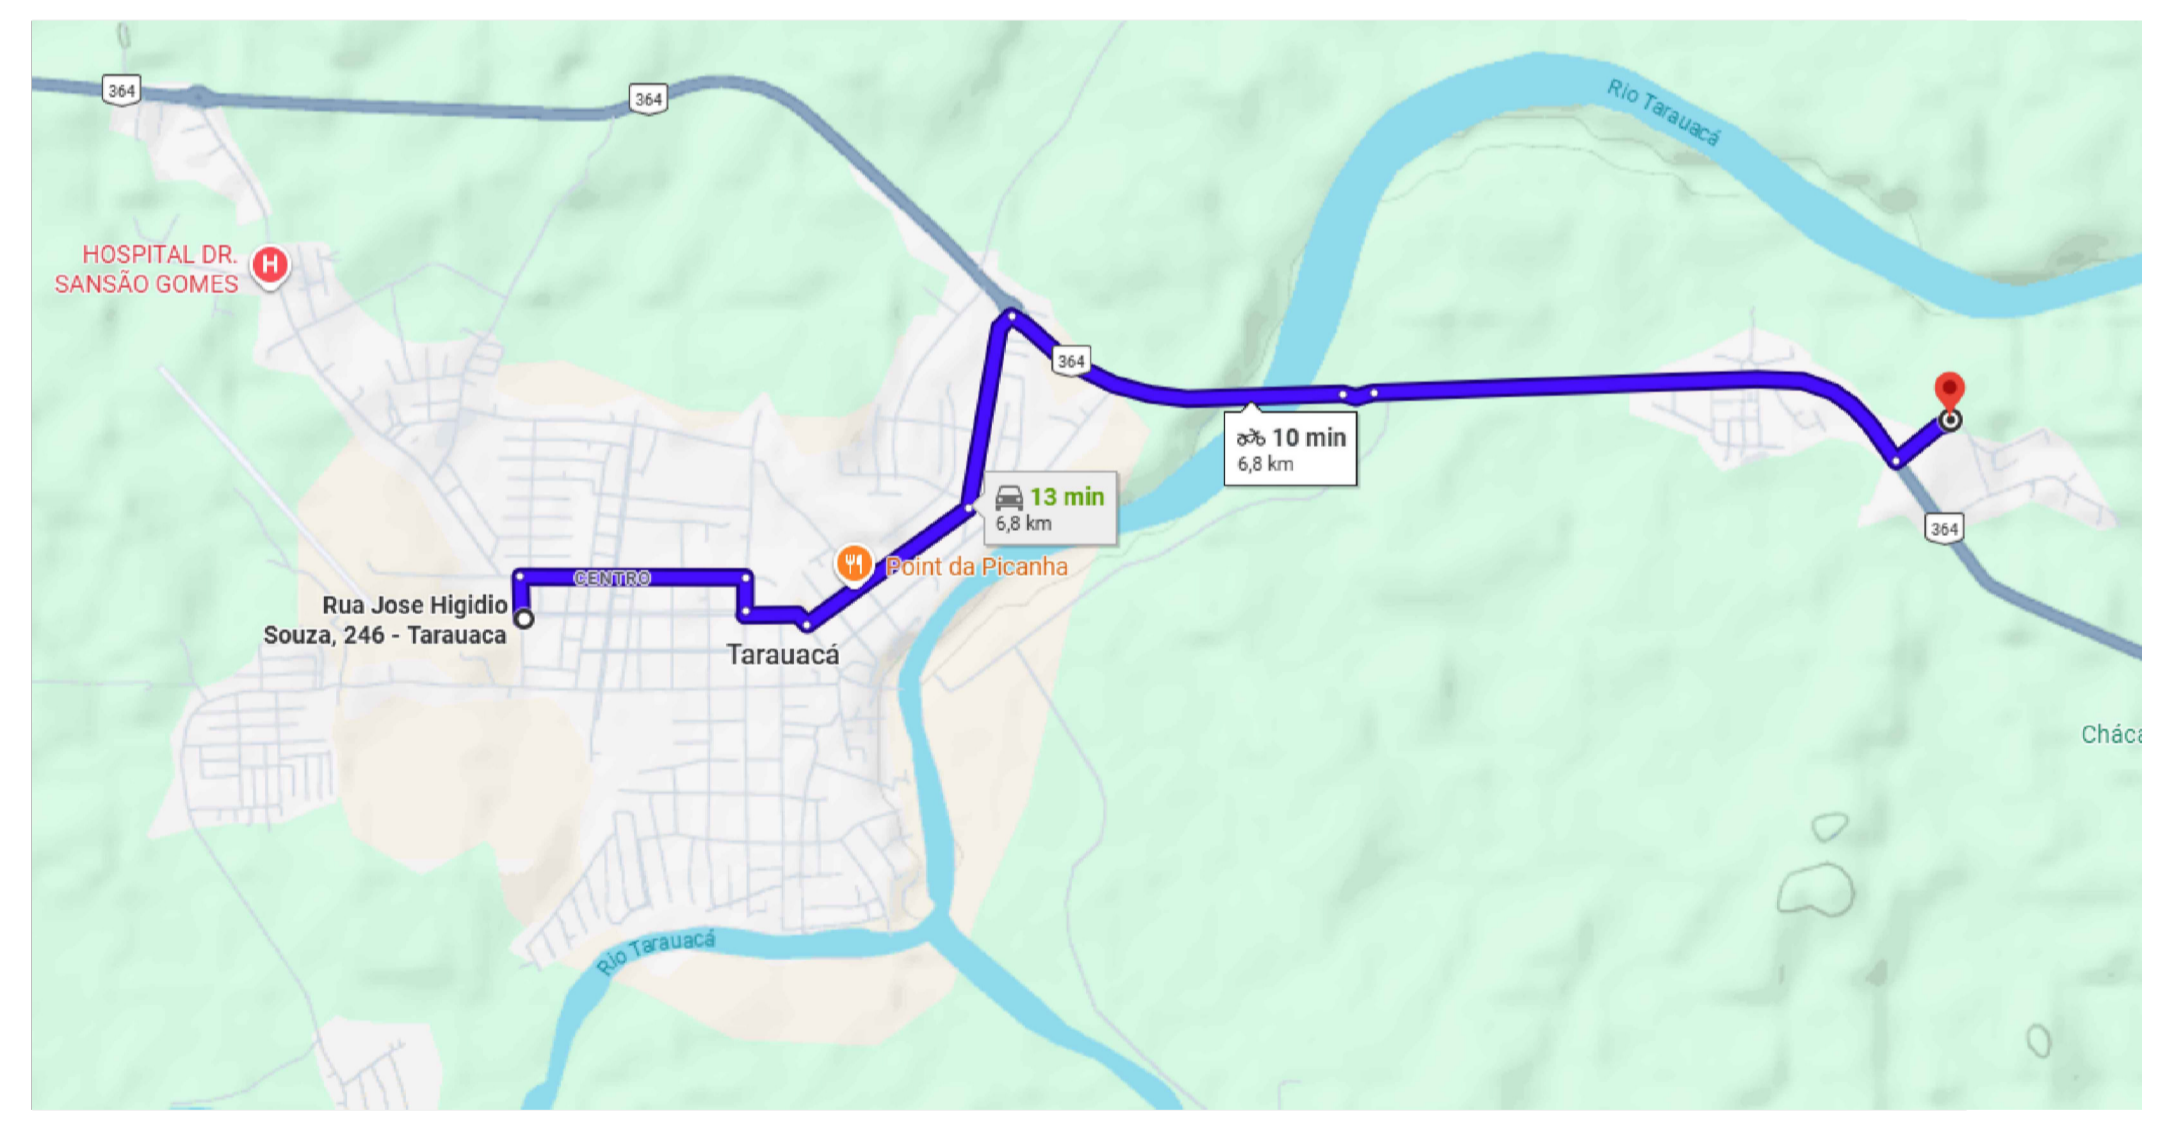 364
364
Rio Tarauacá
HOSPITAL DR.
SANSÃO GOMES
H
364
10 min
6,8 km
13 min
6,8 km
364
Point da Picanha
CENTRO
Rua Jose Higidio
Souza, 246 - Tarauaca
Tarauacá
Cháca
Rio Tarauacá